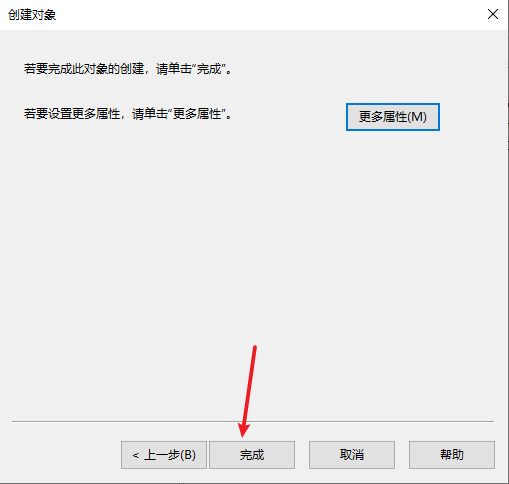 创建对象
若要完成此对象的创建，请单击“完成”。
若要设置更多属性，请单击“更多属性”。
更多属性(M)
< 上一步(B)
完成
取消
帮助